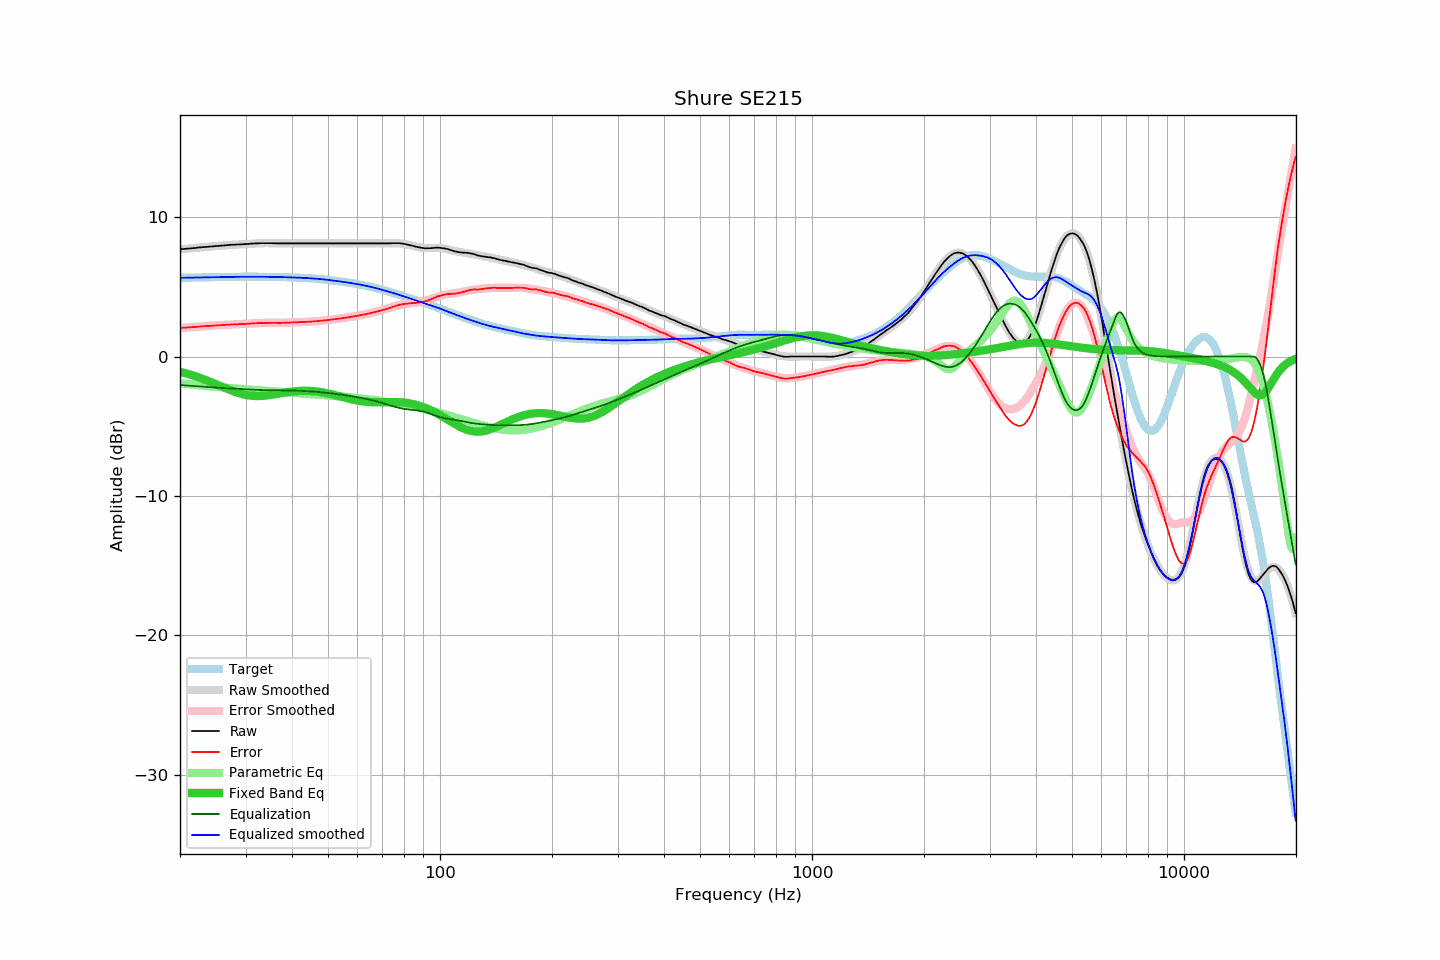 Shure SE215
10
0
−10
−20
−30
Amplitude (dBr)
100
1000
10000
Frequency (Hz)
Target
Raw Smoothed
Error Smoothed
Raw
Error
Parametric Eq
Fixed Band Eq
Equalization
Equalized smoothed